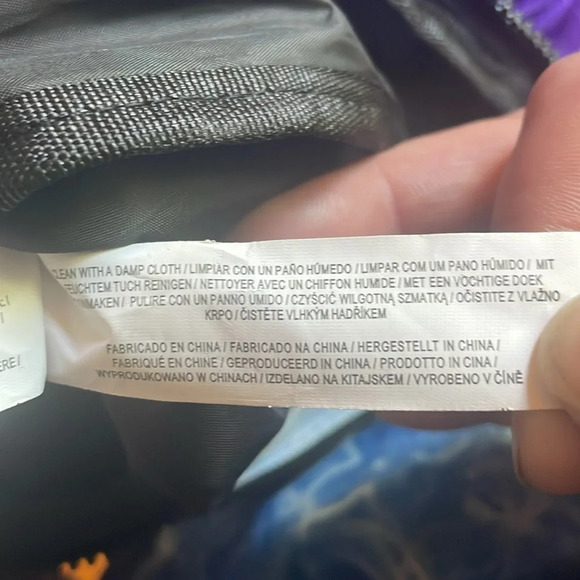 CLEAN WITH A DAMP CLOTH / LIMPIAR CON UN PAÑO HÚMEDO / LIMPAR COM UM PANO HÚMIDO / MIT
FEUCHTEM TUCH REINIGEN / NETTOYER AVEC UN CHIFFON HUMIDE / MET EEN VOCHTIGE DOEK
PULIRE CON UN PANNO UMIDO / CZYŚCIĆ WILGOTNĄ SZMATKĄ / OČISTITE Z VLAŽNO
KRPO / ČISTĚTE VLHKÝM HADŘÍKEM
FABRICADO EN CHINA / FABRICADO NA CHINA / HERGESTELLT IN CHINA /
FABRIQUÉ EN CHINE / GEPRODUCEERD IN CHINA / PRODOTTO IN CINA /
WYPRODUKOWANO W CHINACH / IZDELANO NA KITAJSKEM / VYROBENO V ČÍNĚ